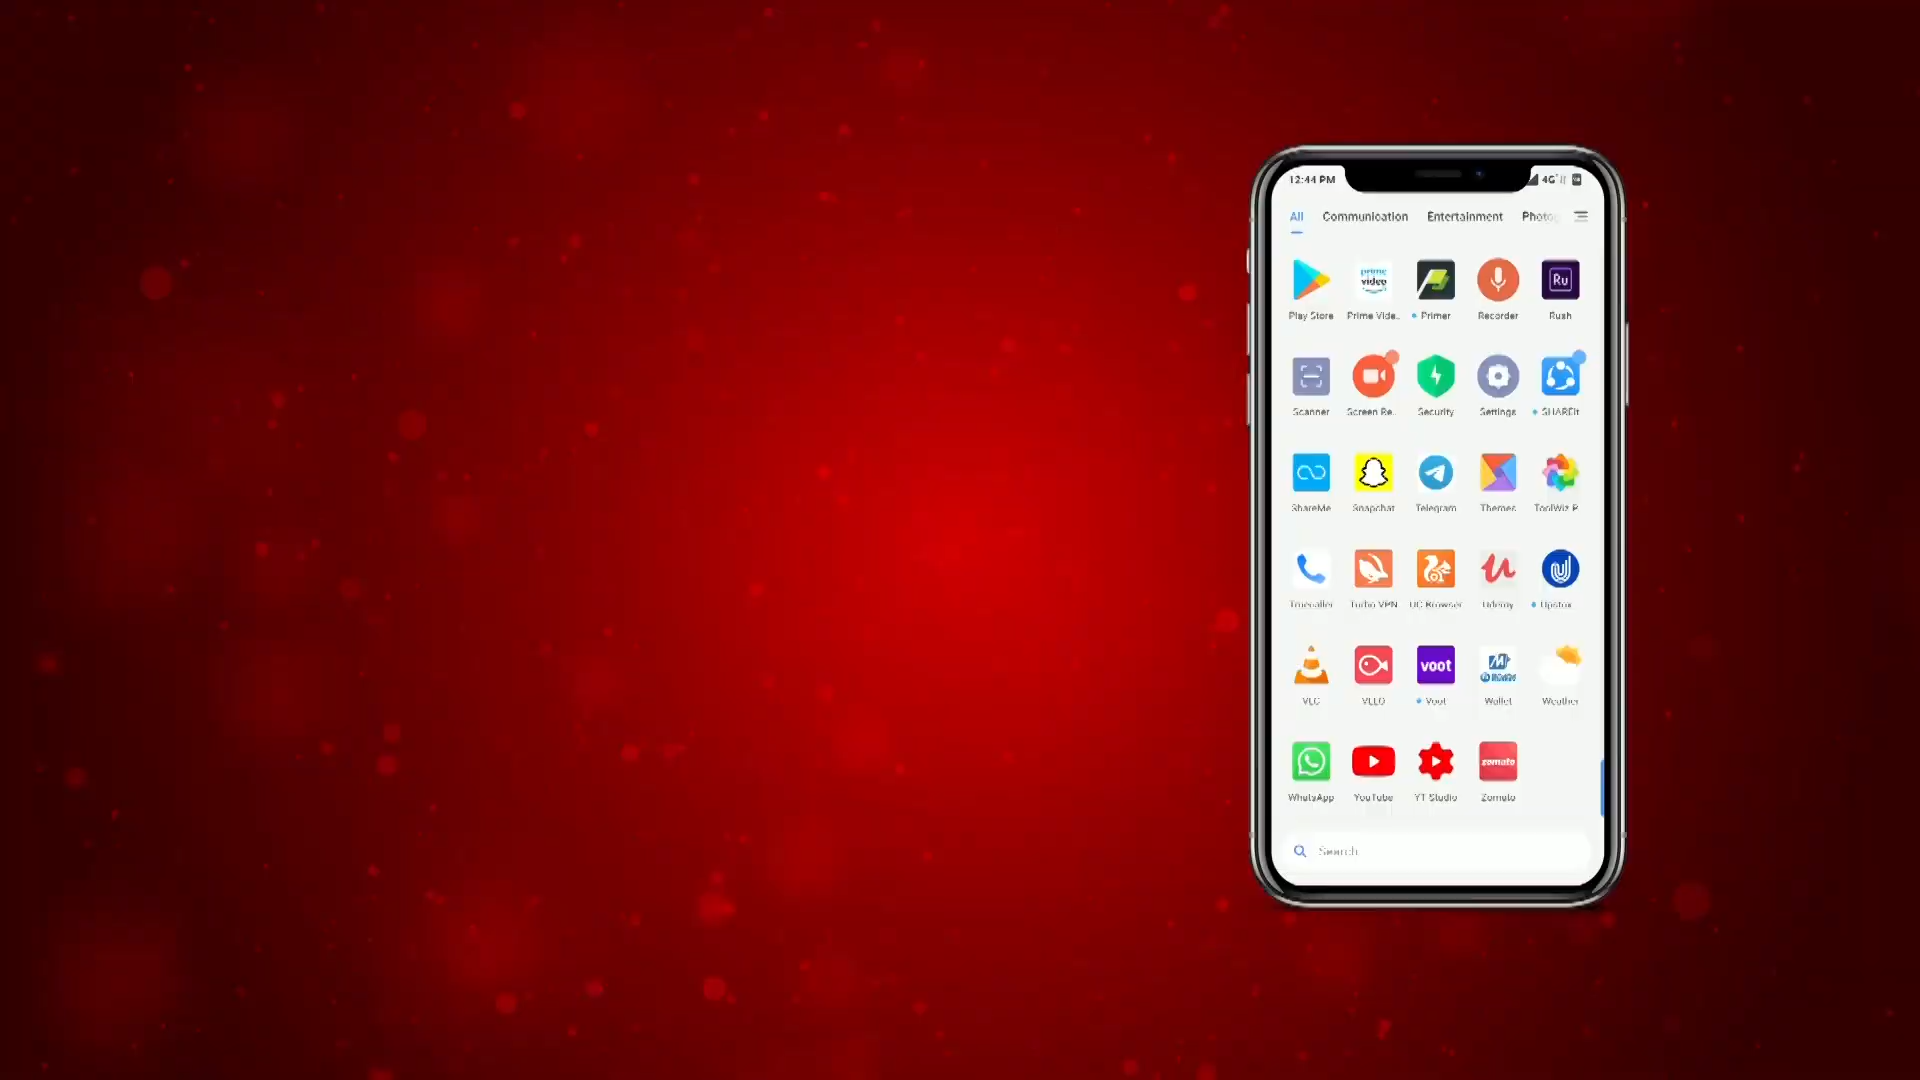 12:44 PM 4G
All Communication Entertainment Photog
prime video Ru
Play Store Prime Vide.. Primer Recorder Rush
Scanner Screen Re.. Security Settings SHAREit
ShareMe Snapchat Telegram Themes ToolWiz P
Truecaller Turbo VPN UC Browser Udemy Upstox
voot
VLC VLLO Voot Wallet Weather
zomato
WhatsApp YouTube YT Studio Zomato
Search